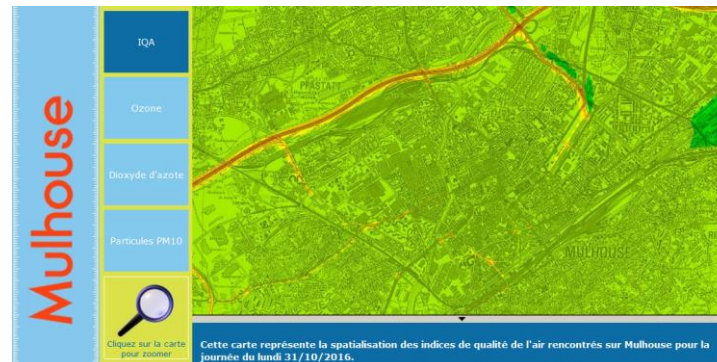 Mulhouse
IQA
Ozone
Dioxyde d'azote
Particules PM10
Cliquez sur la carte
pour zoomer
PFASTATT
MULHOUSE
Cette carte représente la spatialisation des indices de qualité de l'air rencontrés sur Mulhouse pour la
journée du lundi 31/10/2016.